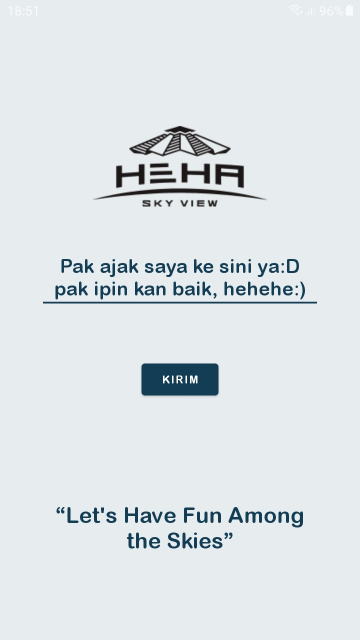 18:51
96%
HEHA
SKY VIEW
Pak ajak saya ke sini ya:D
pak ipin kan baik, hehehe:)
KIRIM
“Let's Have Fun Among
the Skies”